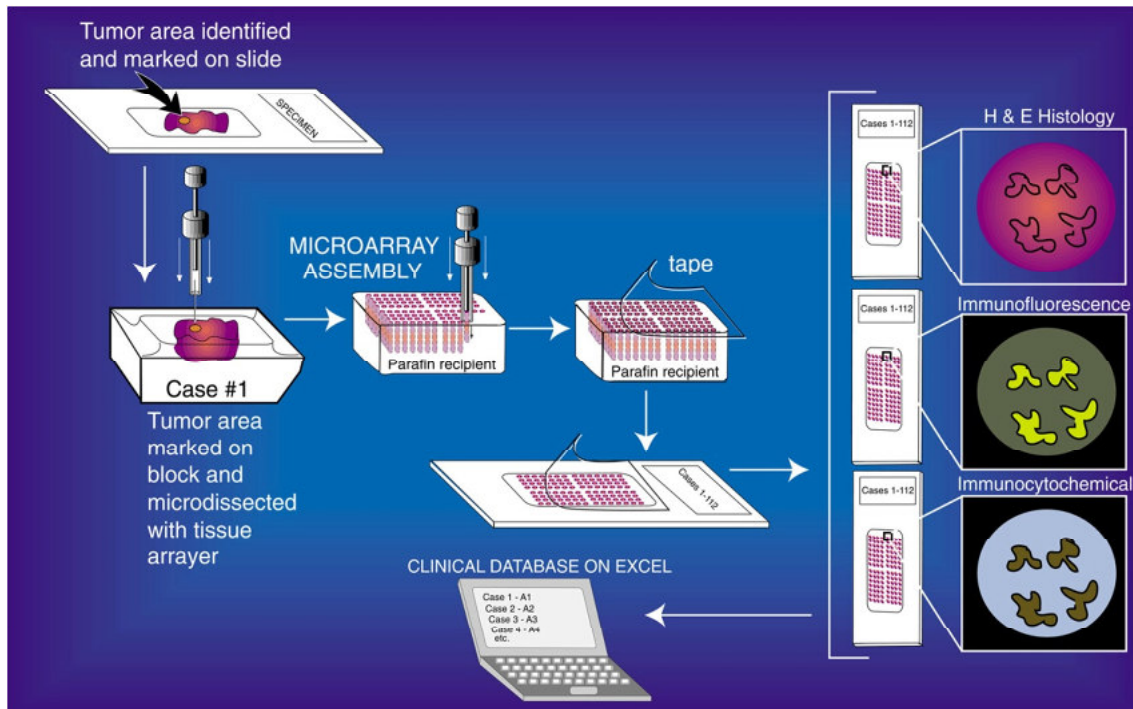 Tumor area identified
and marked on slide
SPECIMEN
Case #1
Tumor area
marked on
block and
microdissected
with tissue
arrayer
MICROARRAY
ASSEMBLY
Parafin recipient
tape
Parafin recipient
Cases 1-112
Cases 1-112
H & E Histology
Cases 1-112
Immunofluorescence
Cases 1-112
Immunocytochemical
CLINICAL DATABASE ON EXCEL
Case 1 - A1
Case 2 - A2
Case 3 - A3
Case 4 - A4
etc.